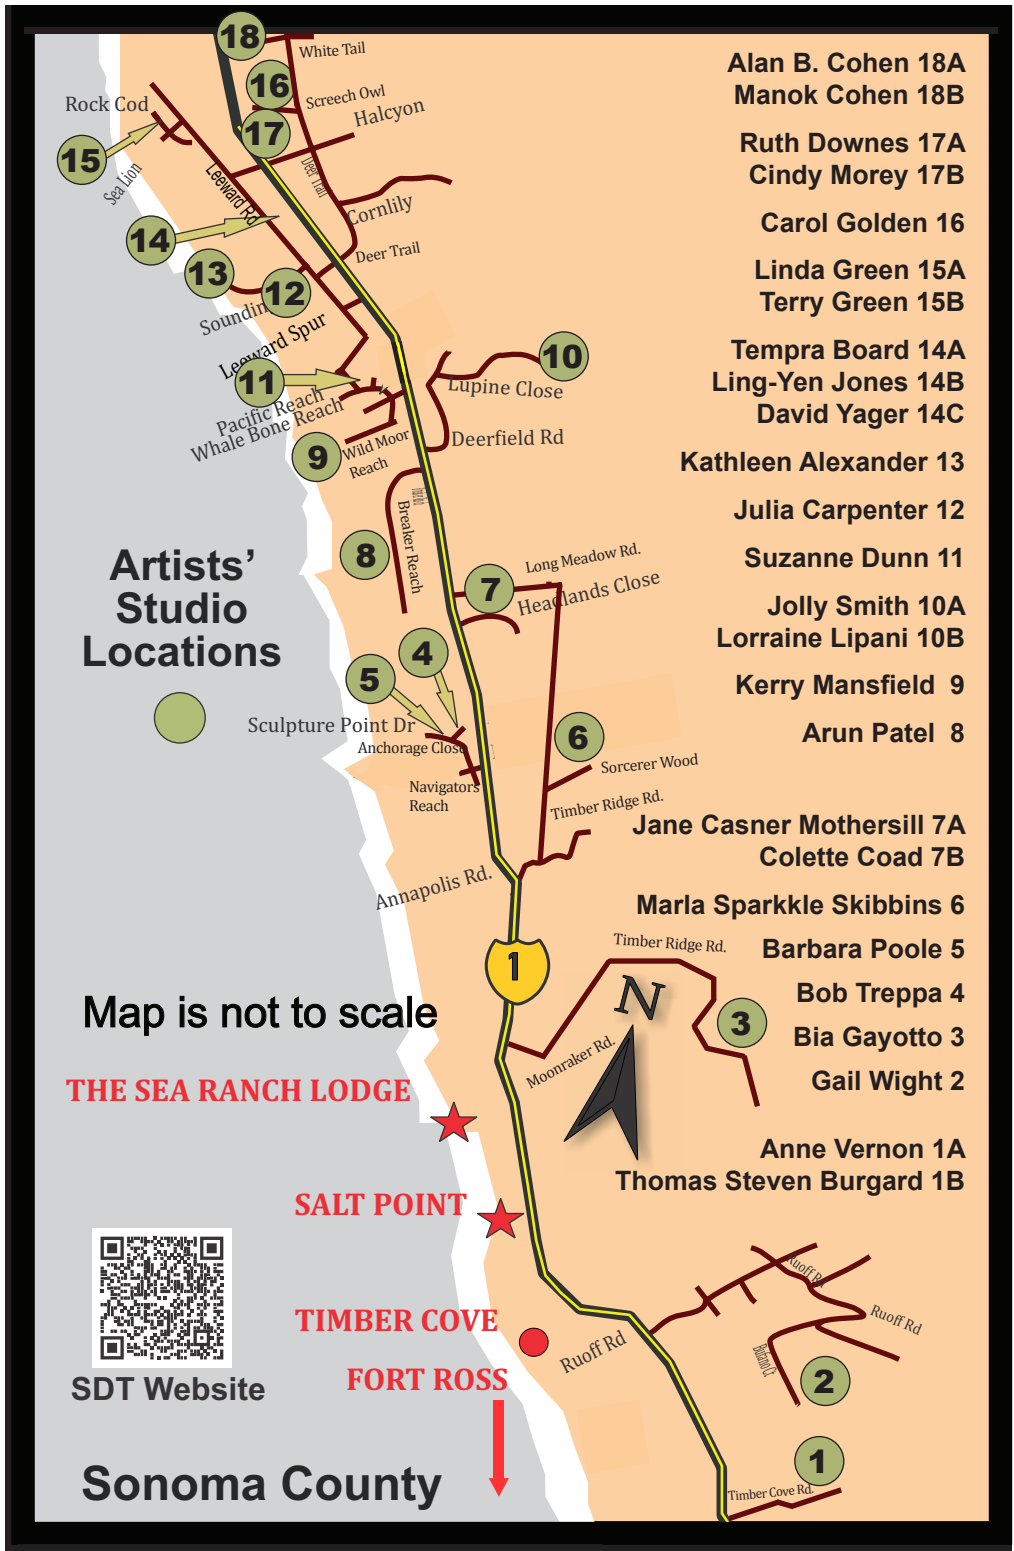 18
White Tail
16
Screech Owl
Rock Cod
Halcyon
17
15
Sea Lion
Leeward Rd
Deer Trail
Cornlily
14
Deer Trail
13
12
Soundin
Leeward Spur
10
11
Lupine Close
Pacific Reach
Whale Bone Reach
Deerfield Rd
9
Wild Moor
Reach
Breaker Reach
8
Long Meadow Rd.
7
Headlands Close
4
5
Sculpture Point Dr
Anchorage Close
6
Sorcerer Wood
Navigators
Reach
Timber Ridge Rd.
Annapolis Rd.
1
Timber Ridge Rd.
N
3
Moonraker Rd.
Artists’
Studio
Locations
Map is not to scale
THE SEA RANCH LODGE
SALT POINT
TIMBER COVE
FORT ROSS
SDT Website
Sonoma County
Ruoff Rd
Ruoff Rd
Ruoff Rd
2
1
Timber Cove Rd.
Alan B. Cohen 18A
Manok Cohen 18B
Ruth Downes 17A
Cindy Morey 17B
Carol Golden 16
Linda Green 15A
Terry Green 15B
Tempra Board 14A
Ling-Yen Jones 14B
David Yager 14C
Kathleen Alexander 13
Julia Carpenter 12
Suzanne Dunn 11
Jolly Smith 10A
Lorraine Lipani 10B
Kerry Mansfield 9
Arun Patel 8
Jane Casner Mothersill 7A
Colette Coad 7B
Marla Sparkkle Skibbins 6
Barbara Poole 5
Bob Treppa 4
Bia Gayotto 3
Gail Wight 2
Anne Vernon 1A
Thomas Steven Burgard 1B